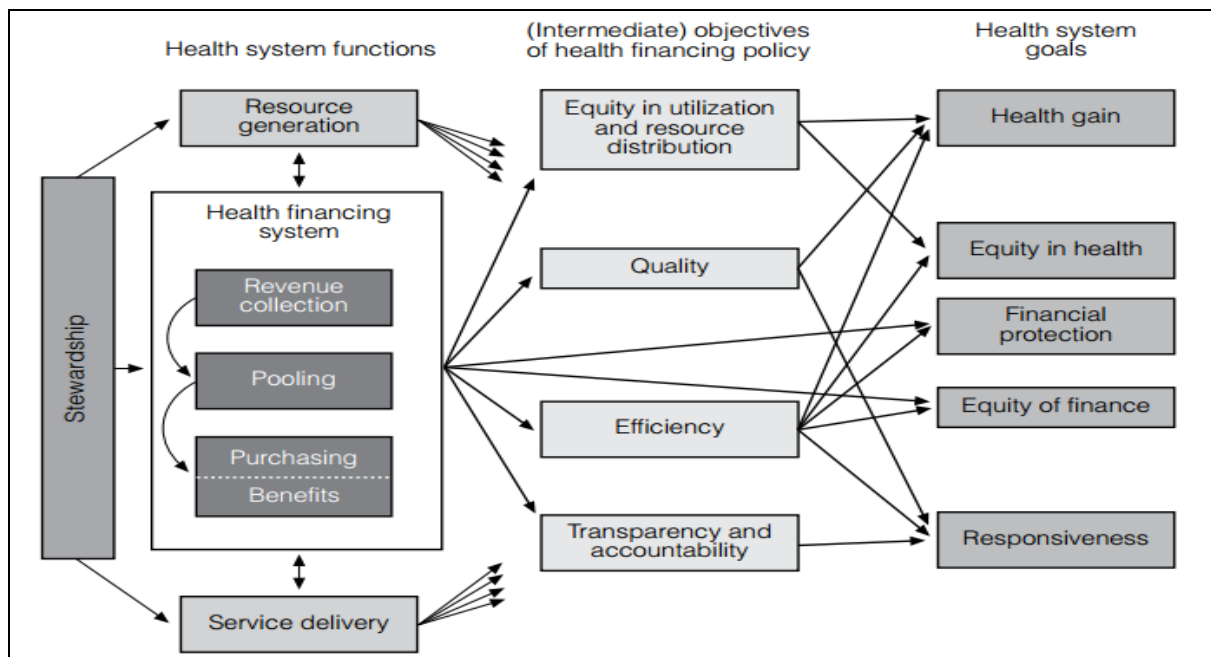 Health system functions
(Intermediate) objectives
of health financing policy
Health system
goals
Stewardship
Resource
generation
Health financing
system
Revenue
collection
Pooling
Purchasing
Benefits
Service delivery
Equity in utilization
and resource
distribution
Quality
Efficiency
Transparency and
accountability
Health gain
Equity in health
Financial
protection
Equity of finance
Responsiveness